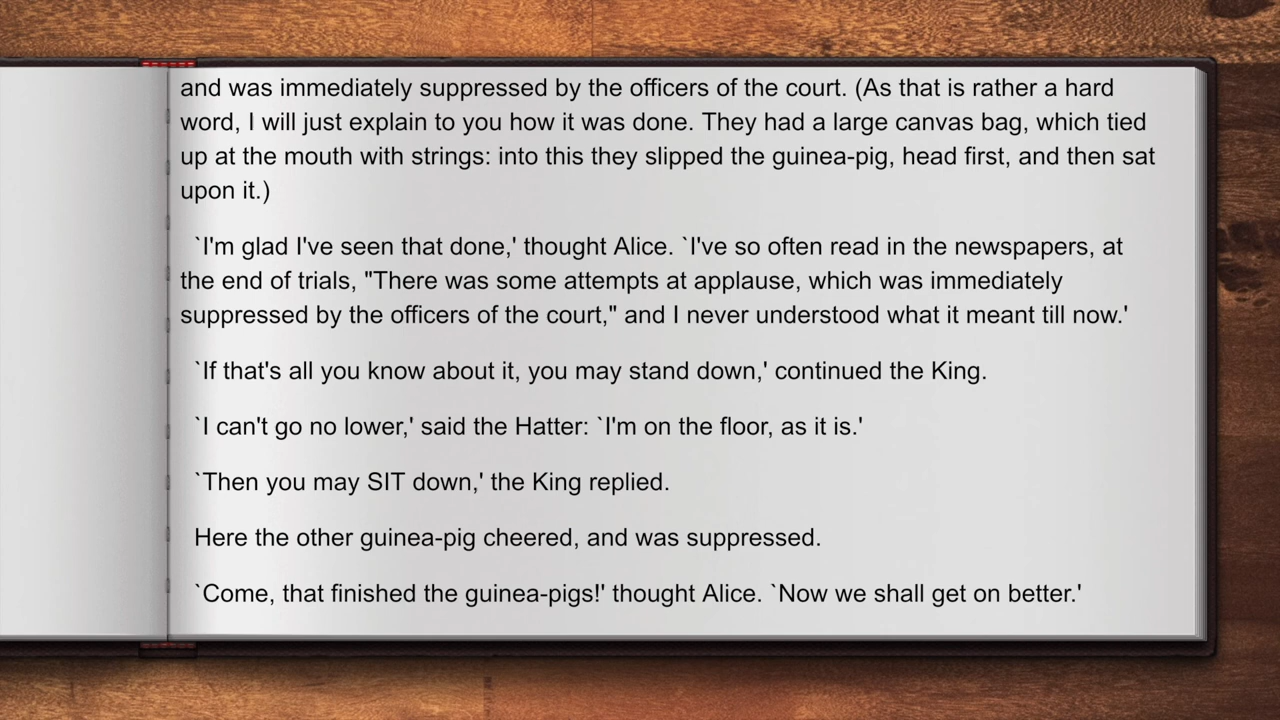 and was immediately suppressed by the officers of the court. (As that is rather a hard
word, I will just explain to you how it was done. They had a large canvas bag, which tied
up at the mouth with strings: into this they slipped the guinea-pig, head first, and then sat
upon it.)
`I'm glad I've seen that done,' thought Alice. `I've so often read in the newspapers, at
the end of trials, "There was some attempts at applause, which was immediately
suppressed by the officers of the court," and I never understood what it meant till now.'
`If that's all you know about it, you may stand down,' continued the King.
`I can't go no lower,' said the Hatter: `I'm on the floor, as it is.'
`Then you may SIT down,' the King replied.
Here the other guinea-pig cheered, and was suppressed.
`Come, that finished the guinea-pigs!' thought Alice. `Now we shall get on better.'